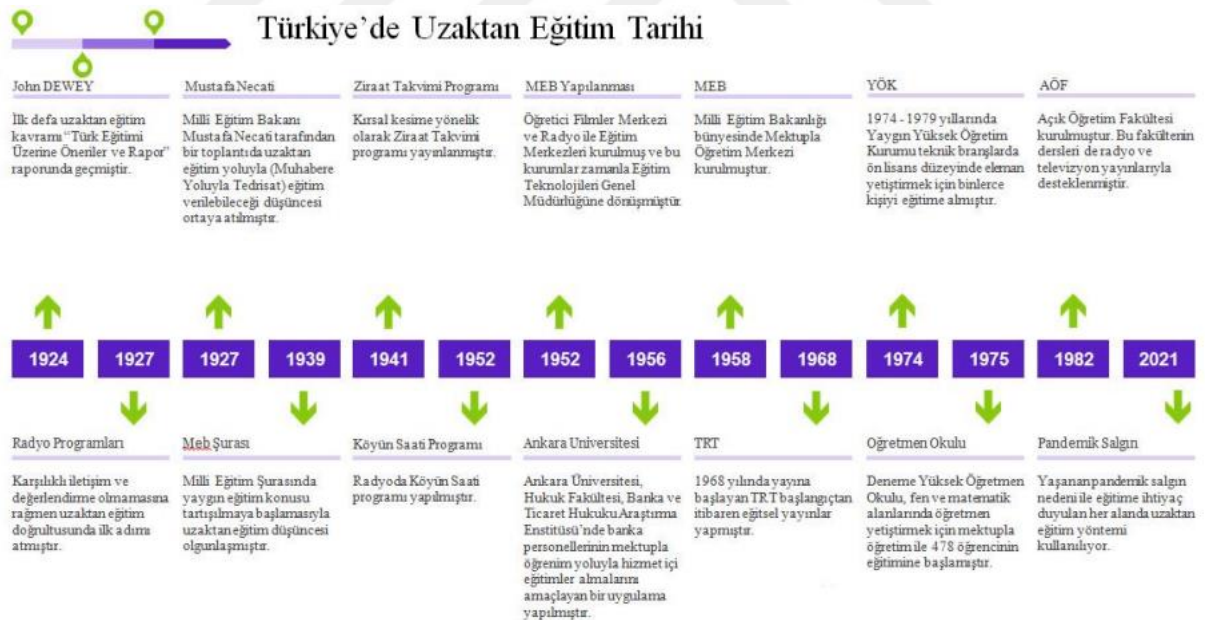 Türkiye'de Uzaktan Eğitim Tarihi
John DEWEY
İlk defa uzaktan eğitim
kavramı "Türk Eğitimi
Üzerine Öneriler ve Rapor"
raporunda geçmiştir.
Mustafa Necati
Milli Eğitim Bakanı
Mustafa Necati tarafından
bir toplantıda uzaktan
eğitim yoluyla (Muhabere
Yoluyla Tedrisat) eğitim
verilebileceği düşüncesi
ortaya atılmıştır.
Ziraat Takvimi Programı
Kırsal kesime yönelik
olarak Ziraat Takvimi
programı yayınlanmıştır.
MEB Yapılanması
Öğretici Filmler Merkezi
ve Radyo ile Eğitim
Merkezleri kurulmuş ve bu
kurumlar zamanla Eğitim
Teknolojileri Genel
Müdürlüğüne dönüşmüştür
MEB
Milli Eğitim Bakanlığı
bünyesinde Mektupla
Öğretim Merkezi
kurulmuştur.
YÖK
1974 - 1979 yıllarında
Yaygın Yüksek Öğretim
Kurumu teknik branşlarda
ön lisans düzeyinde eleman
yetiştirmek için binlerce
kişiyi eğitime almıştır.
AÖF
Açık Öğretim Fakültesi
kurulmuştur. Bu fakültenin
dersleri de radyo ve
televizyon yayınlarıyla
desteklenmiştir.
1924 1927 1927 1939 1941 1952 1952 1956 1958 1968 1974 1975 1982 2021
Radyo Programları
Karşılıklı iletişim ve
değerlendirme olmamasına
rağmen uzaktan eğitim
doğrultusunda ilk adımı
atmıştır.
Meb Şurası
Milli Eğitim Şurasında
yaygın eğitim konusu
tartışılmaya başlamasıyla
uzaktan eğitim düşüncesi
olgunlaşmıştır.
Köyün Saati Programı
Radyoda Köyün Saati
programı yapılmıştır.
Ankara Universitesi
Ankara Üniversitesi,
Hukuk Fakültesi, Banka ve
Ticaret Hukuku Araştırma
Enstitüsü'nde banka
personellerinin mektupla
öğrenim yoluyla hizmet içi
eğitimler almalarını
amaçlayan bir uygulama
yapılmıştır.
TRT
1968 yılında yayına
başlayan TRT başlangıçtan
itibaren eğitsel yayınlar
yapmıştır.
Oğretmen Okulu
Deneme Yüksek Öğretmen
Okulu, fen ve matematik
alanlarında öğretmen
yetiştirmek için mektupla
öğretim ile 478 öğrencinin
eğitimine başlamıştır.
Pandemik Salgın
Yaşanan pandemik salgın
nedeni ile eğitime ihtiyaç
duyulan her alanda uzaktan
eğitim yöntemi
kullanılıyor.